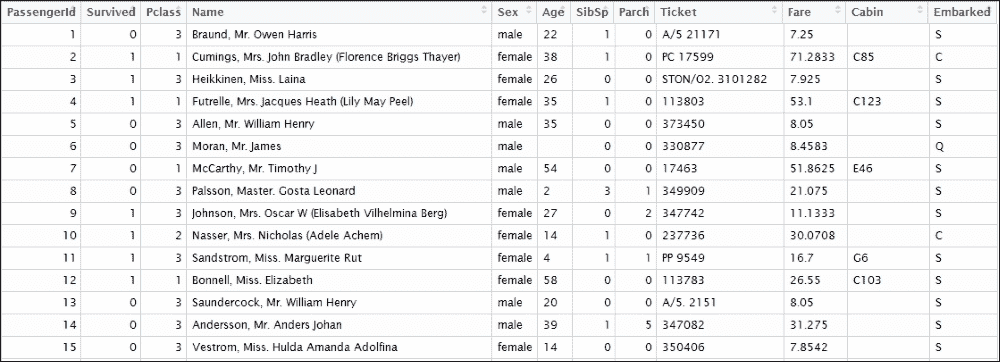 PassengerId Survived Pclass Name Sex Age SibSp Parch Ticket Fare Cabin Embarked
1 0 3 Braund, Mr. Owen Harris male 22 1 0 A/5 21171 7.25 S
2 1 1 Cumings, Mrs. John Bradley (Florence Briggs Thayer) female 38 1 0 PC 17599 71.2833 C85 C
3 1 3 Heikkinen, Miss. Laina female 26 0 0 STON/O2. 3101282 7.925 S
4 1 1 Futrelle, Mrs. Jacques Heath (Lily May Peel) female 35 1 0 113803 53.1 C123 S
5 0 3 Allen, Mr. William Henry male 35 0 0 373450 8.05 S
6 0 3 Moran, Mr. James male 0 0 330877 8.4583 Q
7 0 1 McCarthy, Mr. Timothy J male 54 0 0 17463 51.8625 E46 S
8 0 3 Palsson, Master. Gosta Leonard male 2 3 1 349909 21.075 S
9 1 3 Johnson, Mrs. Oscar W (Elisabeth Vilhelmina Berg) female 27 0 2 347742 11.1333 S
10 1 2 Nasser, Mrs. Nicholas (Adele Achem) female 14 1 0 237736 30.0708 C
11 1 3 Sandstrom, Miss. Marguerite Rut female 4 1 1 PP 9549 16.7 G6 S
12 1 1 Bonnell, Miss. Elizabeth female 58 0 0 113783 26.55 C103 S
13 0 3 Saundercock, Mr. William Henry male 20 0 0 A/5. 2151 8.05 S
14 0 3 Andersson, Mr. Anders Johan male 39 1 5 347082 31.275 S
15 0 3 Vestrom, Miss. Hulda Amanda Adolfina female 14 0 0 350406 7.8542 S